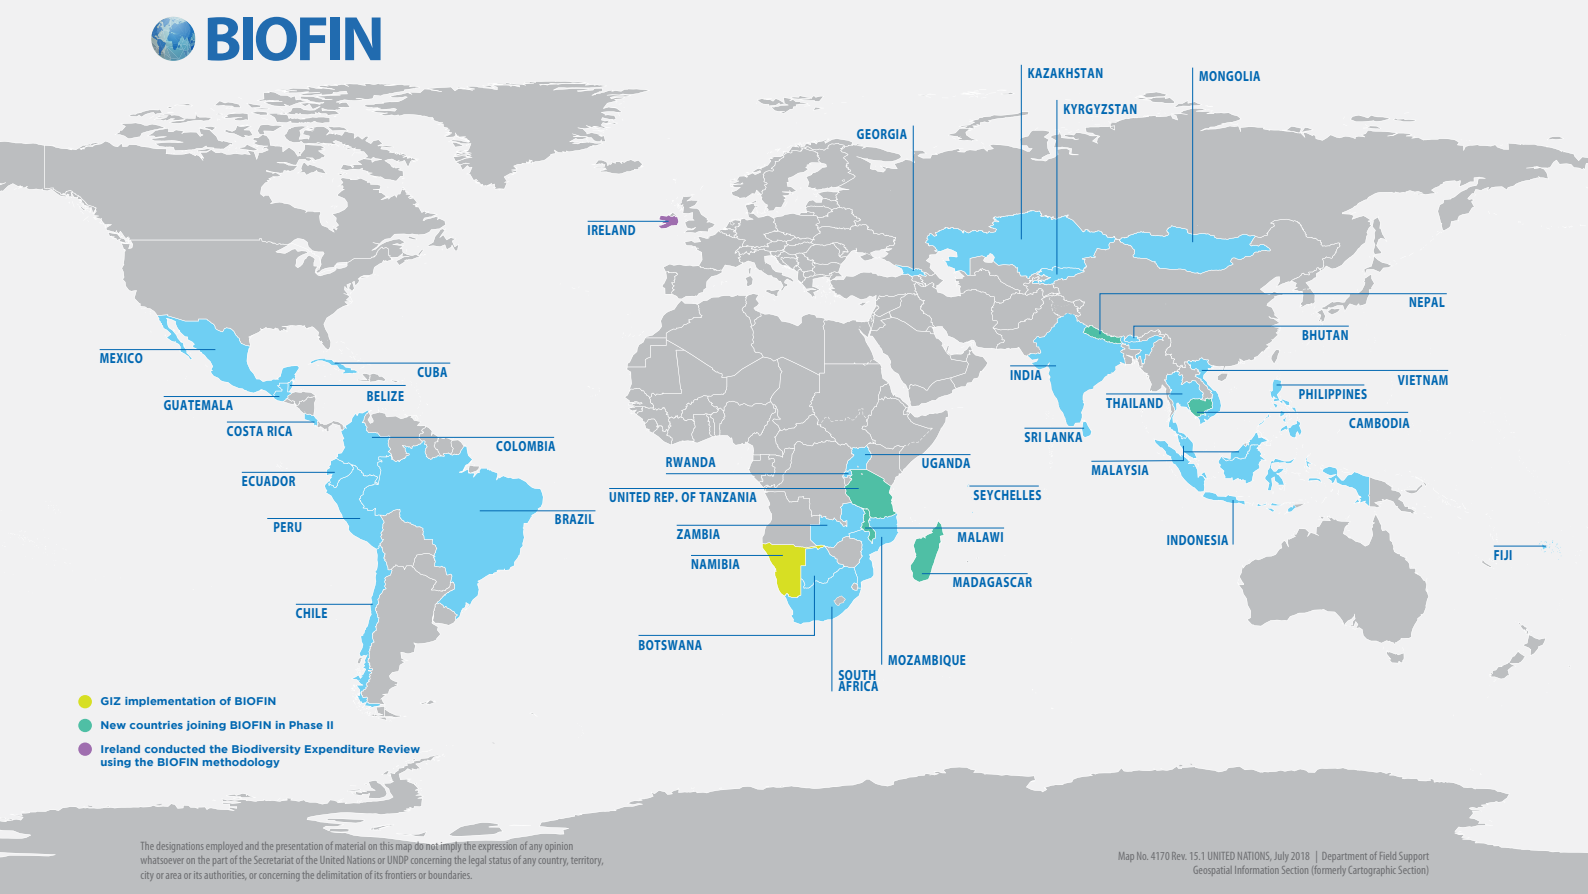 BIOFIN
KAZAKHSTAN
MONGOLIA
KYRGYZSTAN
GEORGIA
IRELAND
NEPAL
BHUTAN
MEXICO
CUBA
INDIA
VIETNAM
BELIZE
PHILIPPINES
GUATEMALA
THAILAND
CAMBODIA
COSTA RICA
SRI LANKA
COLOMBIA
RWANDA
UGANDA
MALAYSIA
ECUADOR
UNITED REP. OF TANZANIA
SEYCHELLES
BRAZIL
PERU
ZAMBIA
MALAWI
INDONESIA
FIJI
NAMIBIA
MADAGASCAR
CHILE
BOTSWANA
MOZAMBIQUE
SOUTH
AFRICA
GIZ implementation of BIOFIN
New countries joining BIOFIN in Phase II
Ireland conducted the Biodiversity Expenditure Review
using the BIOFIN methodology
The designations employed and the presentation of material on this map do not imply the expression of any opinion
whatsoever on the part of the Secretariat of the United Nations or UNDP concerning the legal status of any country, territory,
city or area or its authorities, or concerning the delimitation of its frontiers or boundaries.
Map No. 4170 Rev. 15.1 UNITED NATIONS, July 2018 | Department of Field Support
Geospatial Information Section (formerly Cartographic Section)